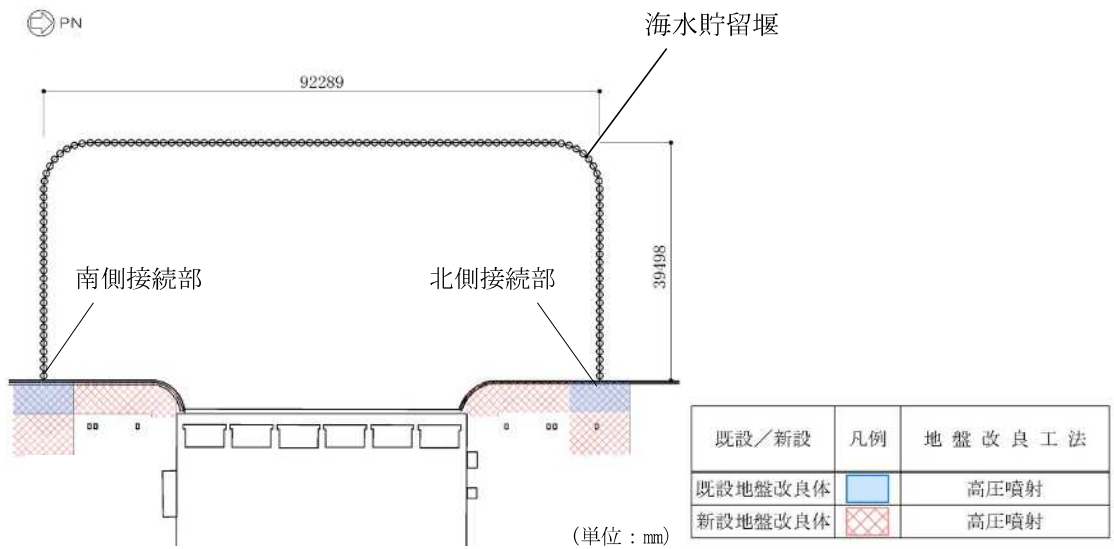 PN
海水貯留堰
92289
39498
南側接続部
北側接続部
既設／新設 凡例 地盤改良工法
既設地盤改良体 高圧噴射
新設地盤改良体 高圧噴射
(単位：mm)